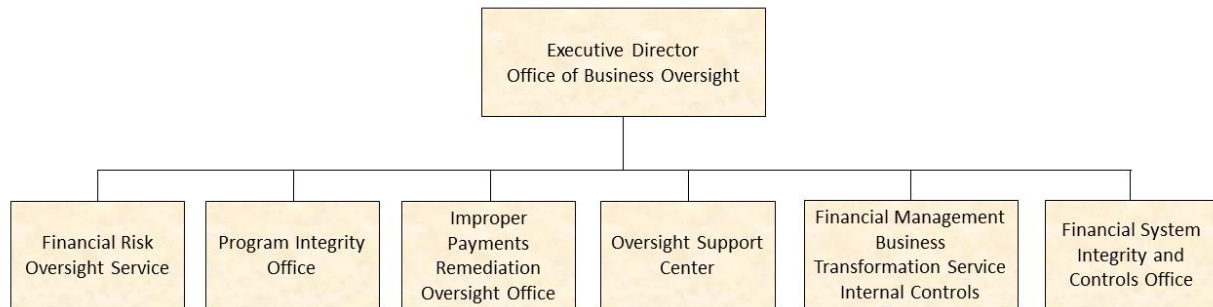 Executive Director
Office of Business Oversight
Financial Risk
Oversight Service
Program Integrity
Office
Improper
Payments
Remediation
Oversight Office
Oversight Support
Center
Financial Management
Business
Transformation Service
Internal Controls
Financial System
Integrity and
Controls Office